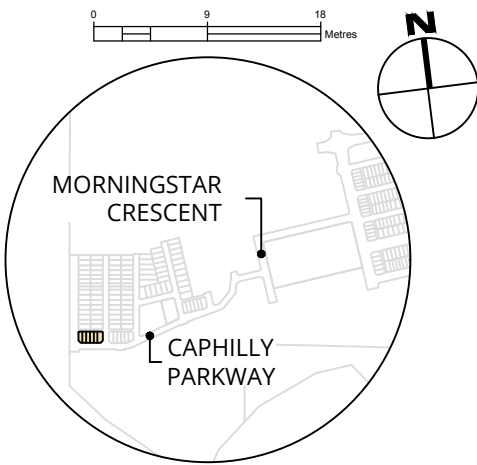 0 9 18
Metres
N
MORNINGSTAR
CRESCENT
CAPHILLY
PARKWAY